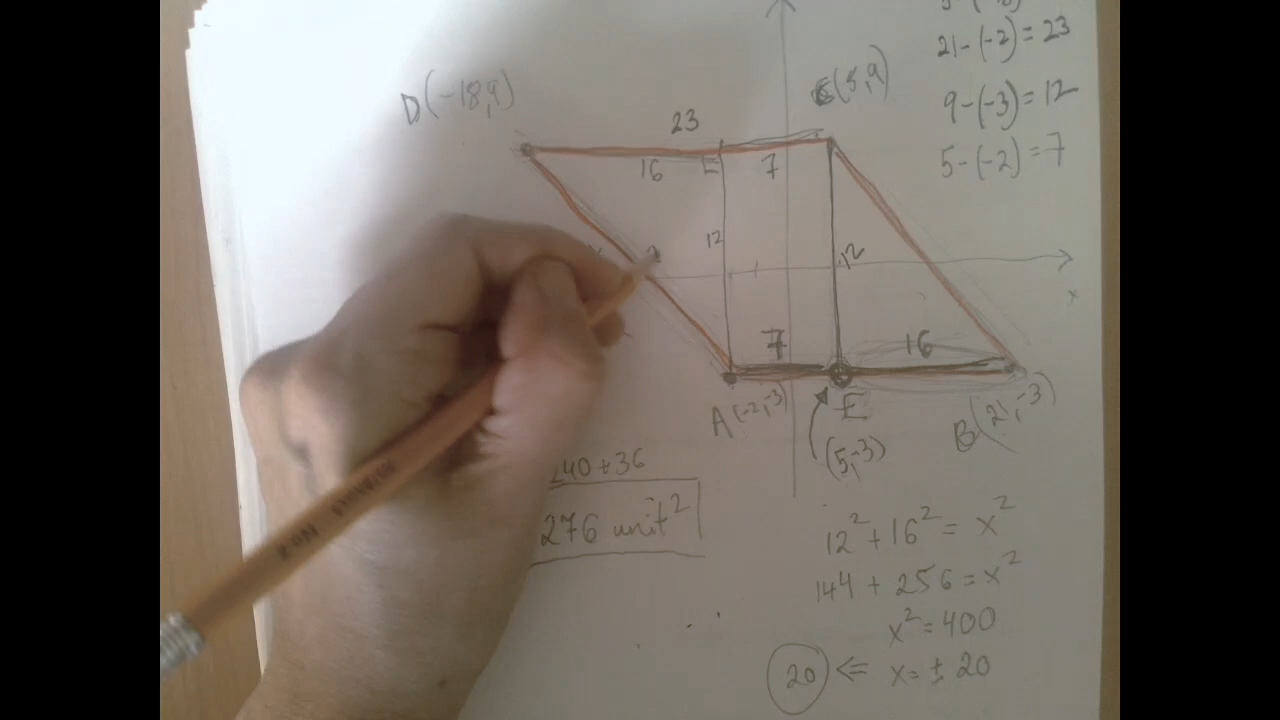 21-(-2)=23
9-(-3)=12
5-(-2)=7
D(-18,9)
C(5,9)
23
16
7
12
12
x
7
16
A(-2,-3)
E
B(21,-3)
(5,-3)
240+36
276 unit²
12²+16²=x²
144+256=x²
x²=400
20 <= x=±20